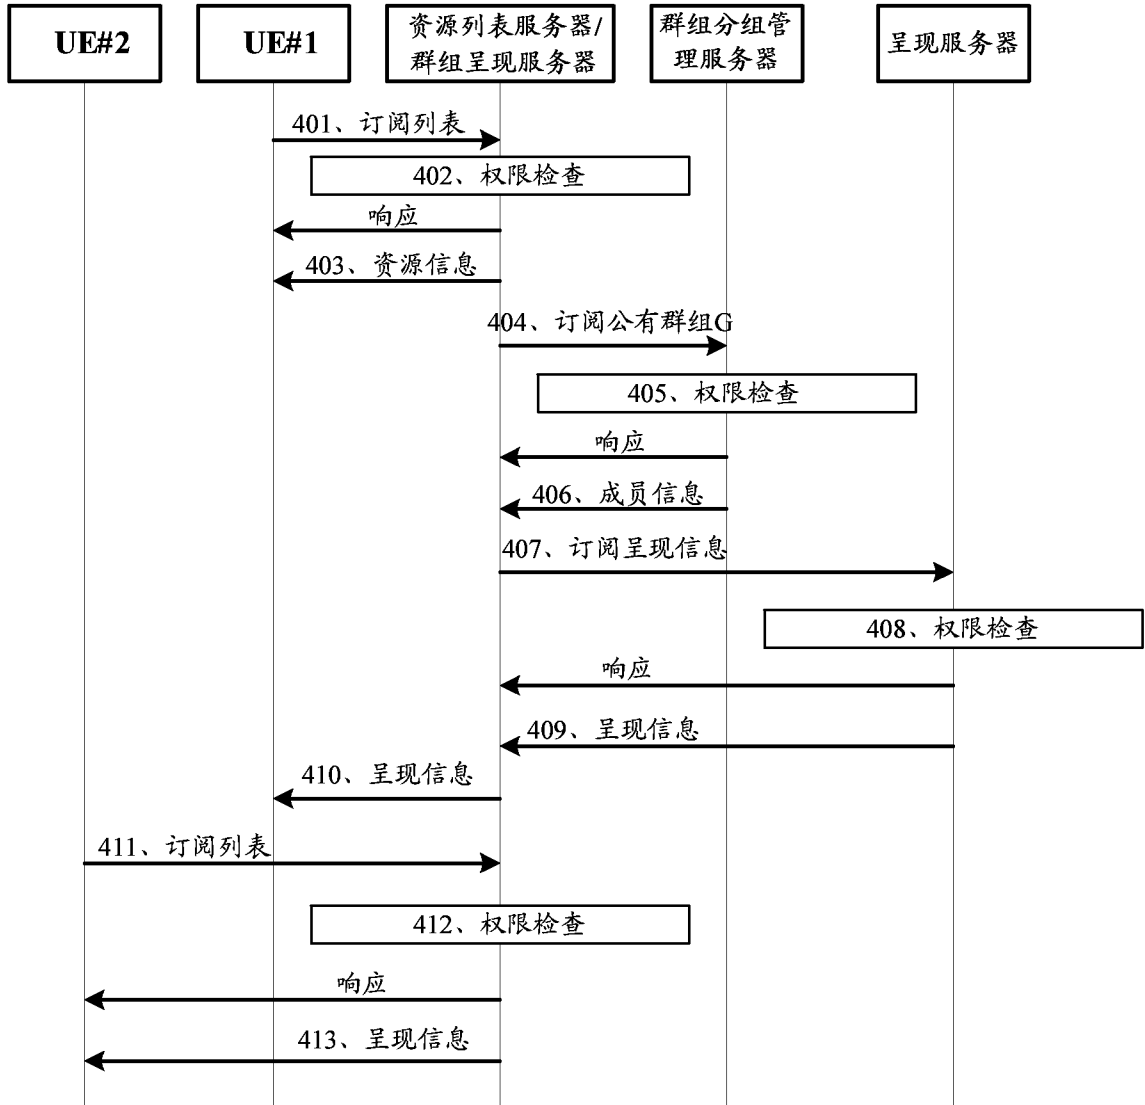 UE#2
UE#1
资源列表服务器/
群组呈现服务器
群组分组管
理服务器
呈现服务器
401、订阅列表
402、权限检查
响应
403、资源信息
404、订阅公有群组G
405、权限检查
响应
406、成员信息
407、订阅呈现信息
408、权限检查
响应
409、呈现信息
410、呈现信息
411、订阅列表
412、权限检查
响应
413、呈现信息